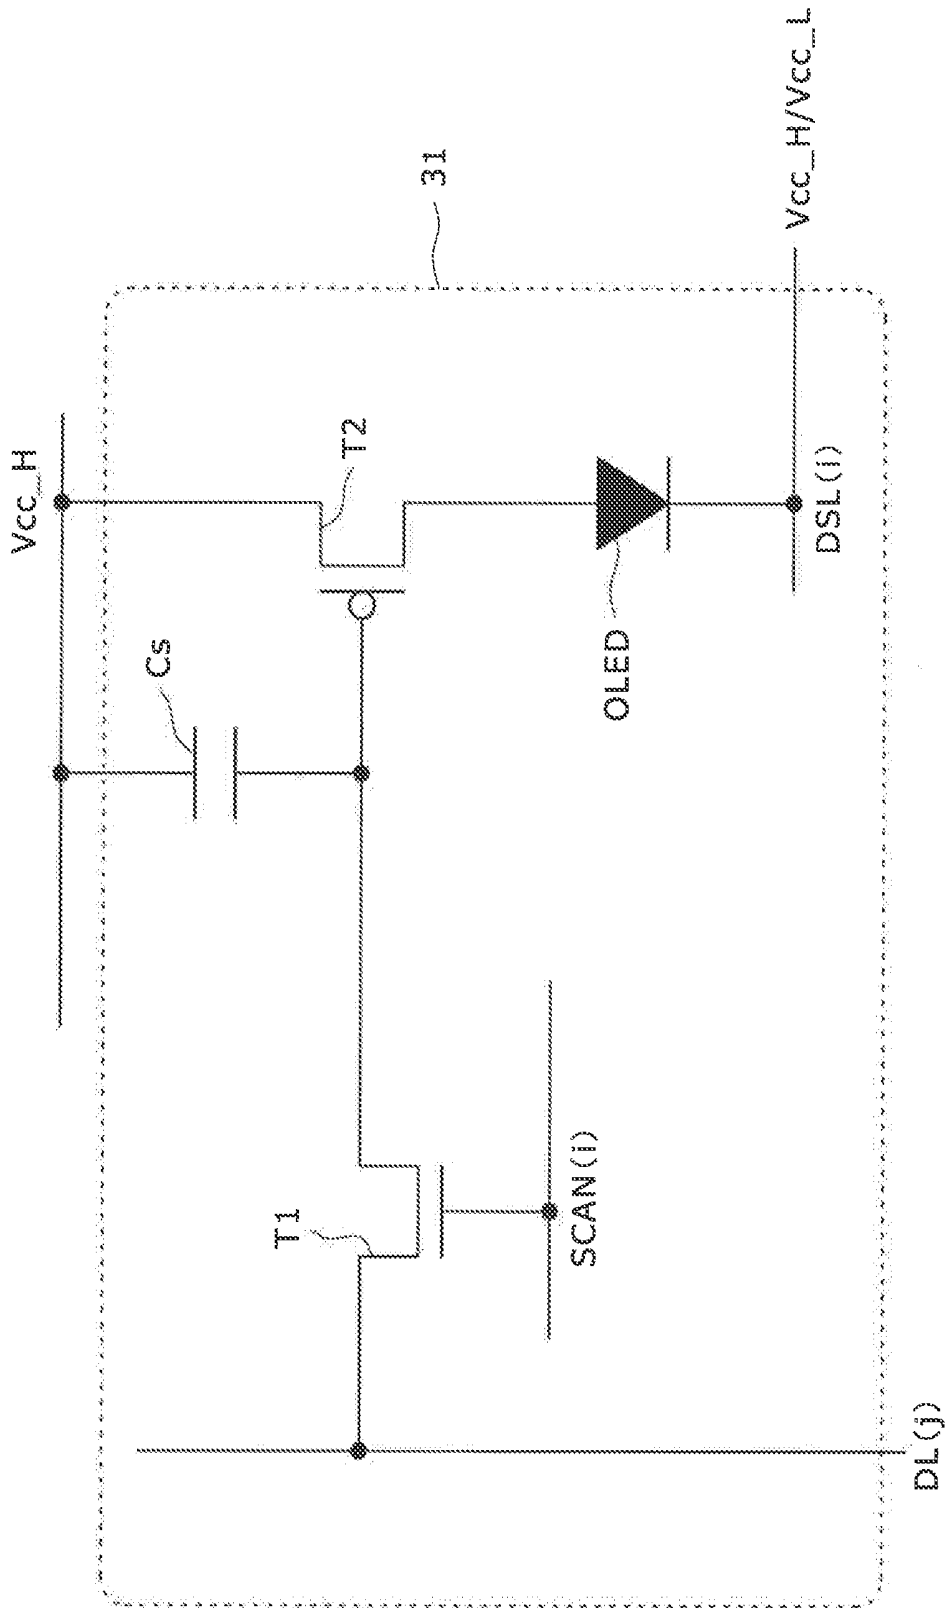 Vcc_H
Cs
T2
31
T1
OLED
SCAN(i)
DSL(i)
Vcc_H/Vcc_L
DL(j)